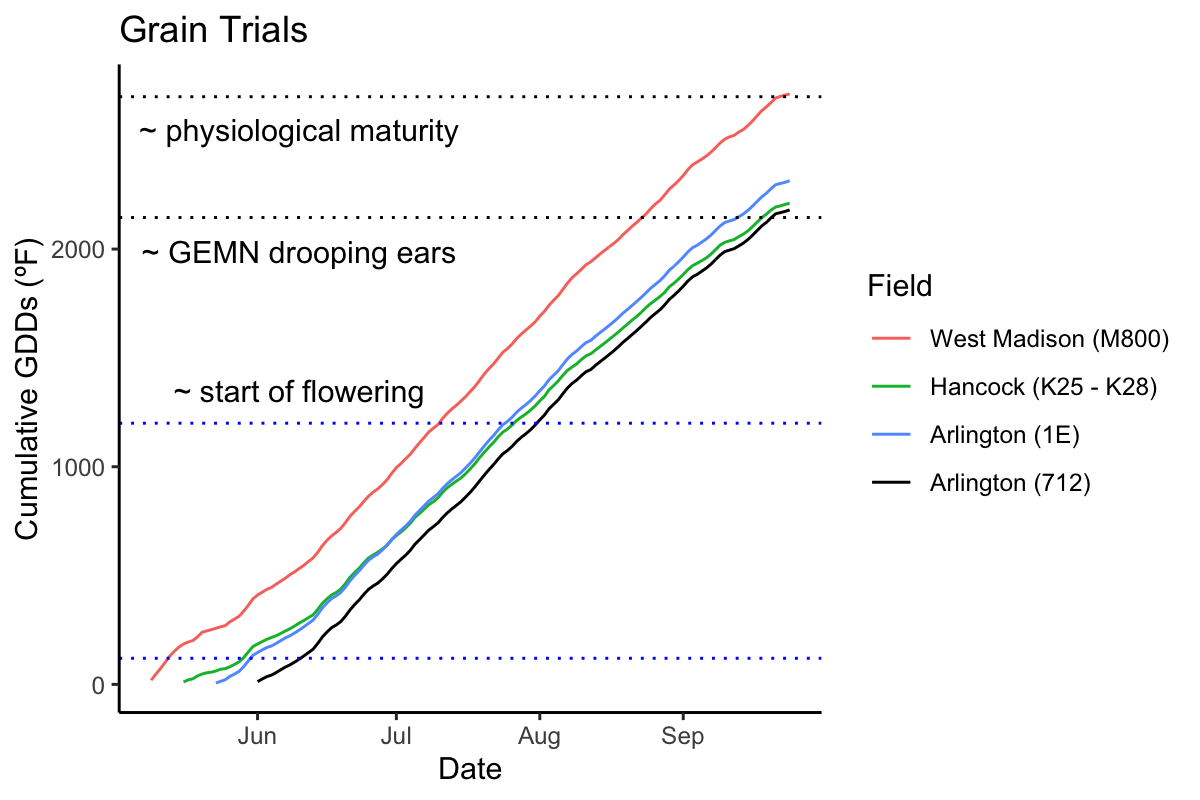 Grain Trials
~ physiological maturity
~ GEMN drooping ears
~ start of flowering
Cumulative GDDs (ºF)
2000
1000
0
Jun Jul Aug Sep
Date
Field
West Madison (M800)
Hancock (K25 - K28)
Arlington (1E)
Arlington (712)